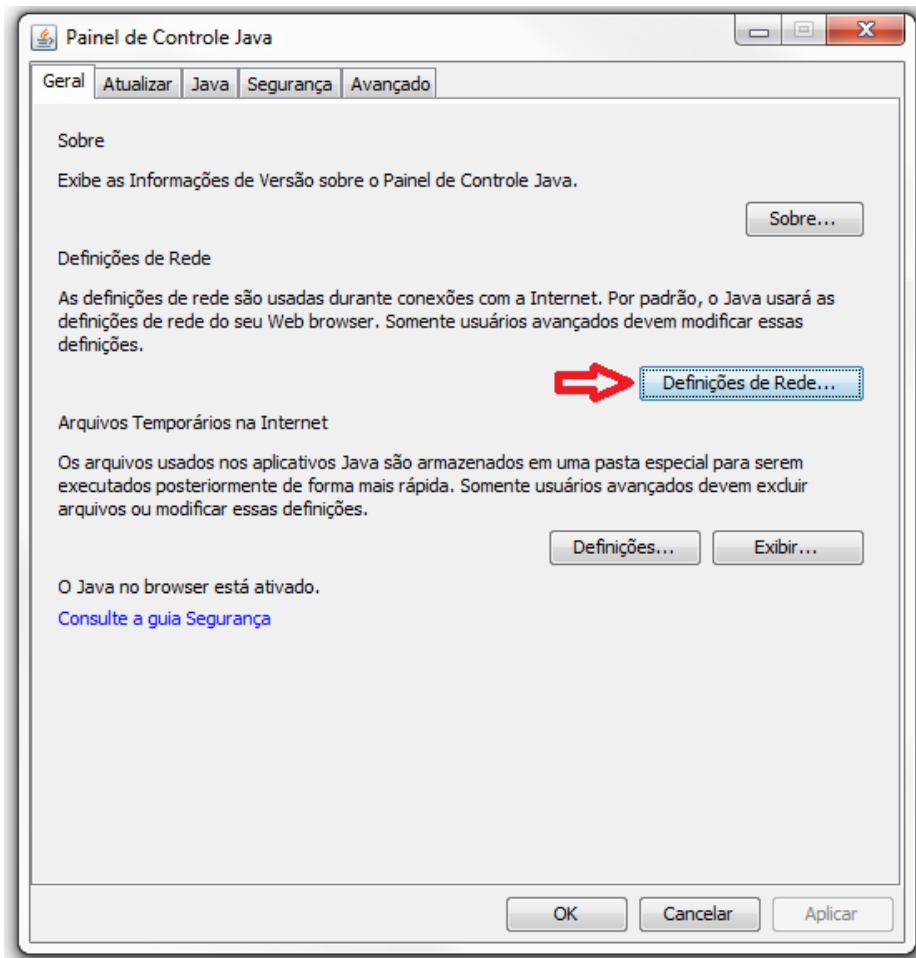 Painel de Controle Java
Geral Atualizar Java Segurança Avançado
Sobre
Exibe as Informações de Versão sobre o Painel de Controle Java.
Sobre...
Definições de Rede
As definições de rede são usadas durante conexões com a Internet. Por padrão, o Java usará as
definições de rede do seu Web browser. Somente usuários avançados devem modificar essas
definições.
Definições de Rede...
Arquivos Temporários na Internet
Os arquivos usados nos aplicativos Java são armazenados em uma pasta especial para serem
executados posteriormente de forma mais rápida. Somente usuários avançados devem excluir
arquivos ou modificar essas definições.
Definições... Exibir...
O Java no browser está ativado.
Consulte a guia Segurança
OK Cancelar Aplicar